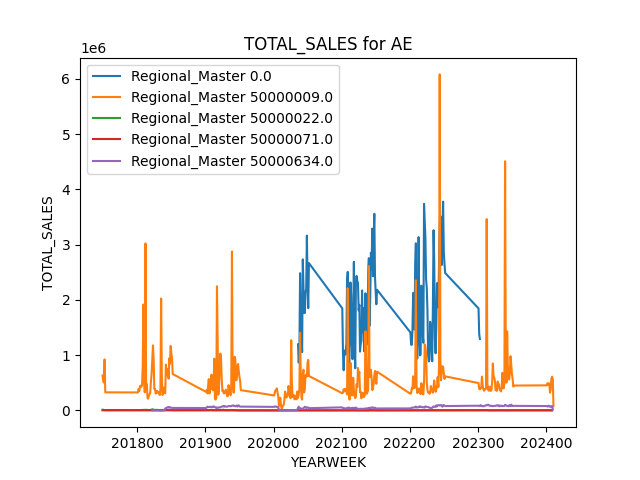 TOTAL_SALES for AE
1e6
Regional_Master 0.0
Regional_Master 50000009.0
Regional_Master 50000022.0
Regional_Master 50000071.0
Regional_Master 50000634.0
6
5
4
3
2
1
0
TOTAL_SALES
201800 201900 202000 202100 202200 202300 202400
YEARWEEK